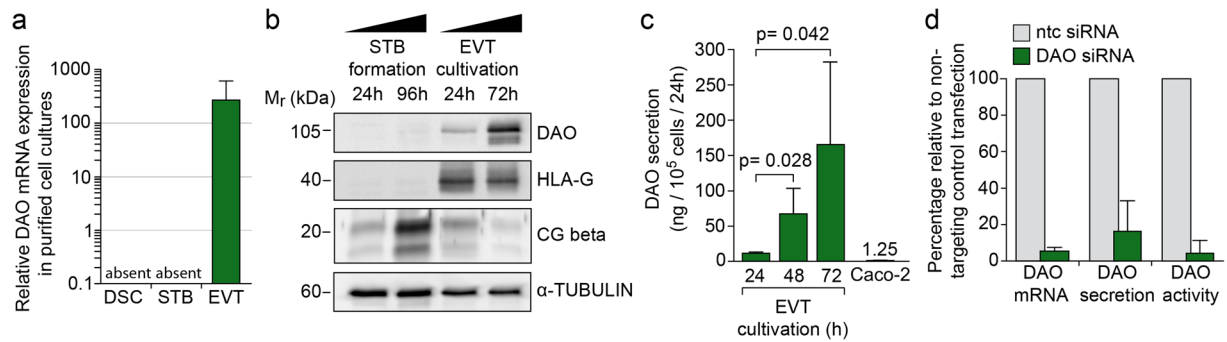 a
Relative DAO mRNA expression
in purified cell cultures
1000
100
10
1
0.1
absent absent
DSC STB EVT
b
STB
formation
EVT
cultivation
24h 96h 24h 72h
Mr (kDa)
105
DAO
40
HLA-G
20
CG beta
60
α-TUBULIN
c
DAO secretion
(ng / 10⁵ cells / 24h)
300
250
200
150
100
50
0
p= 0.042
p= 0.028
1.25
24 48 72 Caco-2
EVT
cultivation (h)
d
ntc siRNA
DAO siRNA
Percentage relative to non-
targeting control transfection
100
80
60
40
20
0
DAO
mRNA
DAO
secretion
DAO
activity